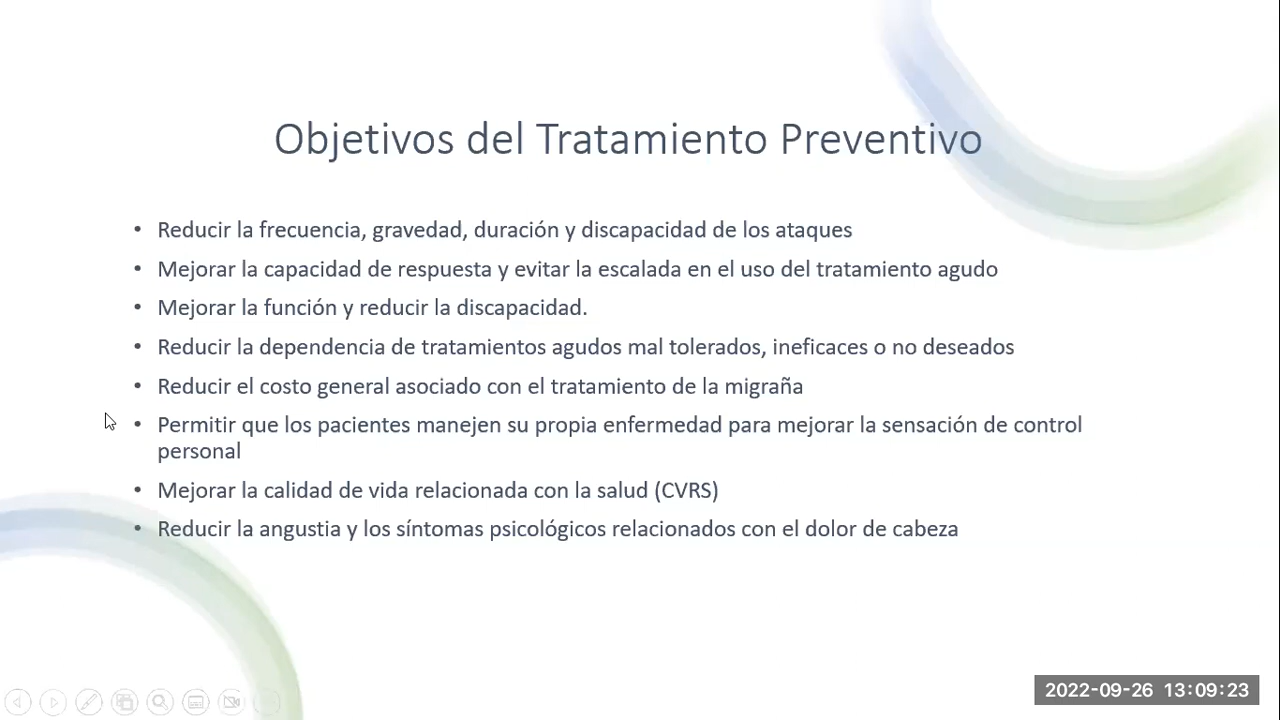 Objetivos del Tratamiento Preventivo
• Reducir la frecuencia, gravedad, duración y discapacidad de los ataques
• Mejorar la capacidad de respuesta y evitar la escalada en el uso del tratamiento agudo
• Mejorar la función y reducir la discapacidad.
• Reducir la dependencia de tratamientos agudos mal tolerados, ineficaces o no deseados
• Reducir el costo general asociado con el tratamiento de la migraña
• Permitir que los pacientes manejen su propia enfermedad para mejorar la sensación de control
personal
• Mejorar la calidad de vida relacionada con la salud (CVRS)
• Reducir la angustia y los síntomas psicológicos relacionados con el dolor de cabeza
2022-09-26 13:09:23